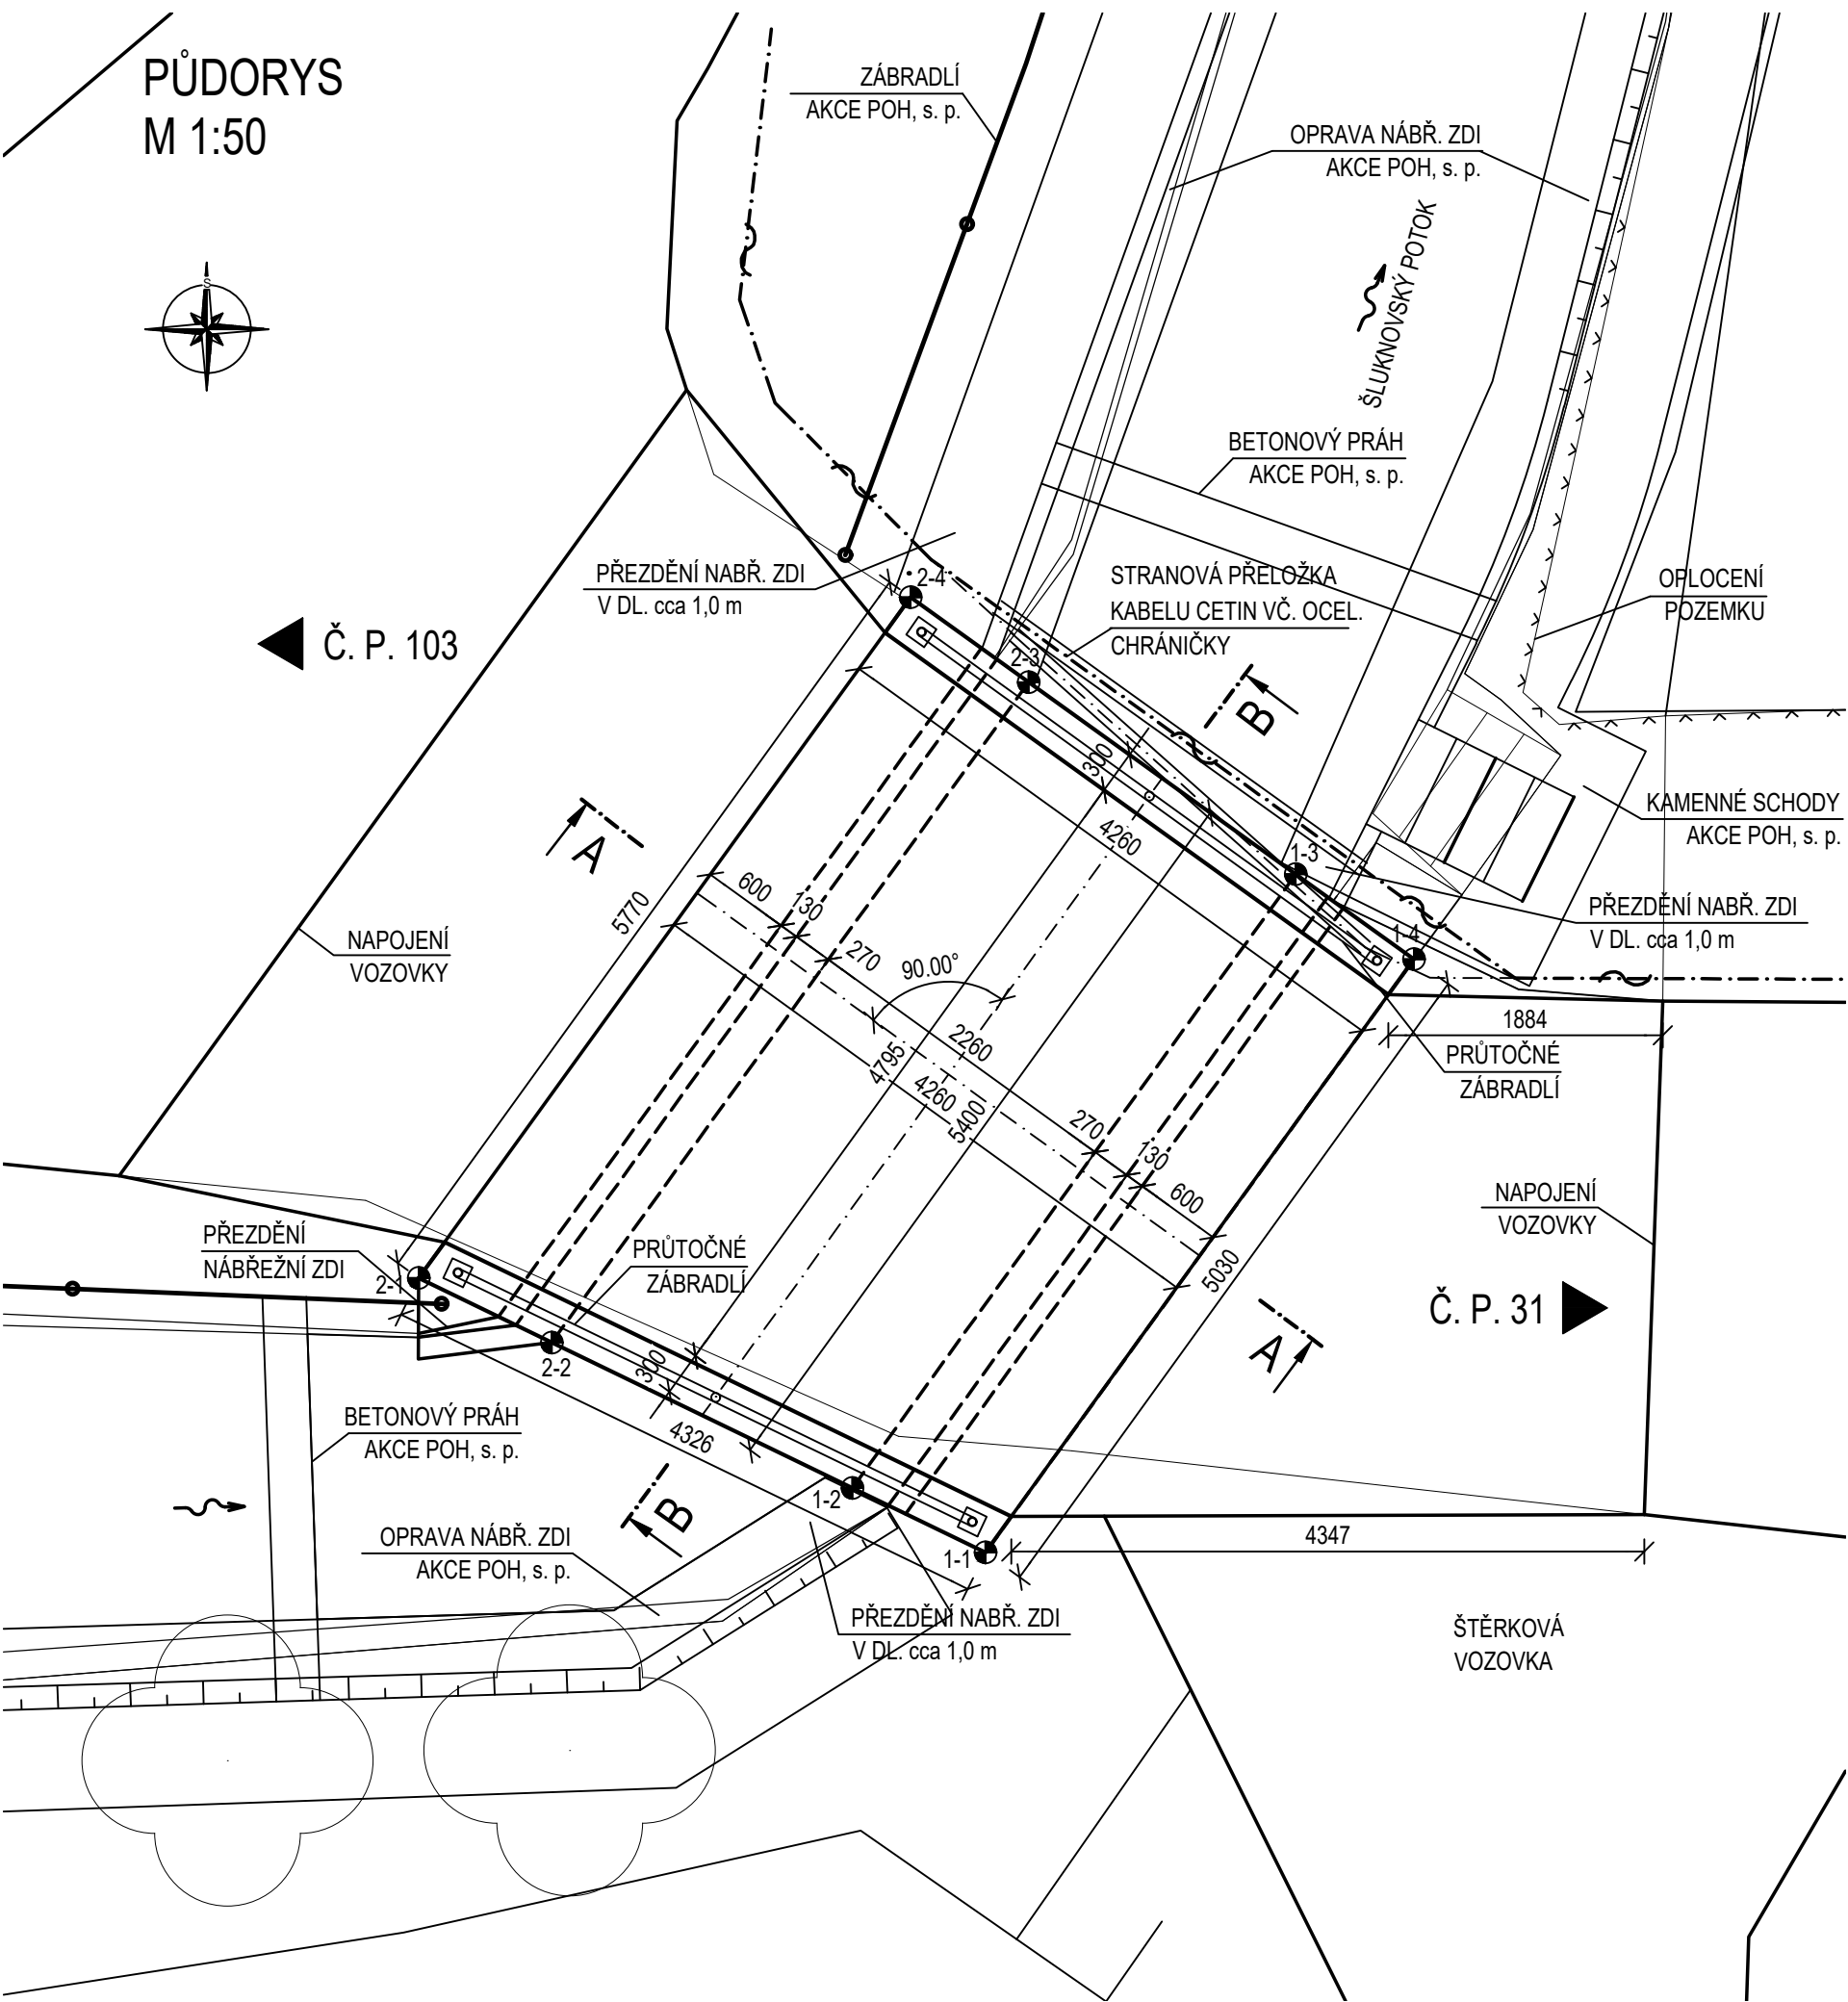 PŮDORYS
M 1:50
S
ZÁBRADLÍ
AKCE POH, s. p.
OPRAVA NÁBŘ. ZDI
AKCE POH, s. p.
ŠLUKNOVSKÝ POTOK
BETONOVÝ PRÁH
AKCE POH, s. p.
PŘEZDĚNÍ NABŘ. ZDI
V DL. cca 1,0 m
2-4
STRANOVÁ PŘELOŽKA
KABELU CETIN VČ. OCEL.
CHRÁNIČKY
OPLOCENÍ
POZEMKU
Č. P. 103
2-3
B
300
4260
KAMENNÉ SCHODY
AKCE POH, s. p.
A
1-3
600
130
5770
PŘEZDĚNÍ NABŘ. ZDI
V DL. cca 1,0 m
NAPOJENÍ
VOZOVKY
270
90.00°
1-4
1884
2260
4795
4260
5400
PRŮTOČNÉ
ZÁBRADLÍ
270
130
600
NAPOJENÍ
VOZOVKY
PŘEZDĚNÍ
NÁBŘEŽNÍ ZDI
2-1
PRŮTOČNÉ
ZÁBRADLÍ
5030
Č. P. 31
A
2-2
300
4326
BETONOVÝ PRÁH
AKCE POH, s. p.
B
1-2
OPRAVA NÁBŘ. ZDI
AKCE POH, s. p.
1-1
4347
PŘEZDĚNÍ NABŘ. ZDI
V DL. cca 1,0 m
ŠTĚRKOVÁ
VOZOVKA